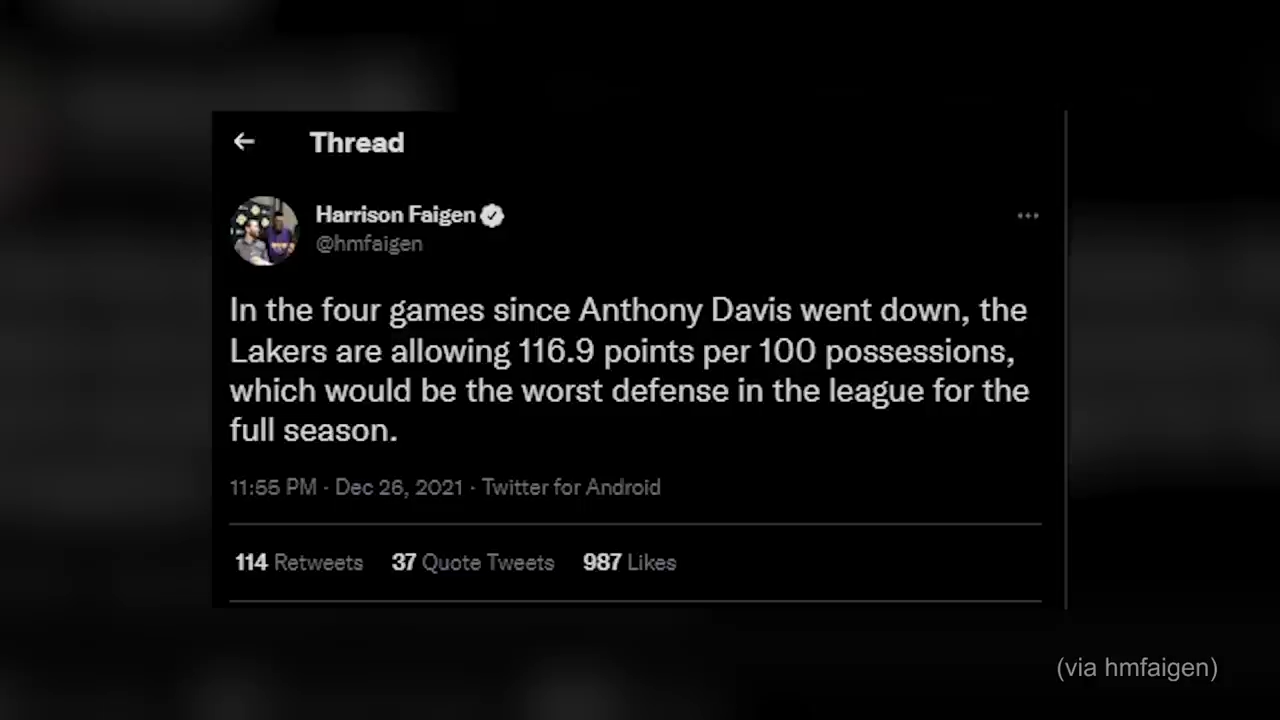 Thread
Harrison Faigen
@hmfaigen
In the four games since Anthony Davis went down, the
Lakers are allowing 116.9 points per 100 possessions,
which would be the worst defense in the league for the
full season.
11:55 PM · Dec 26, 2021 · Twitter for Android
114 Retweets 37 Quote Tweets 987 Likes
(via hmfaigen)